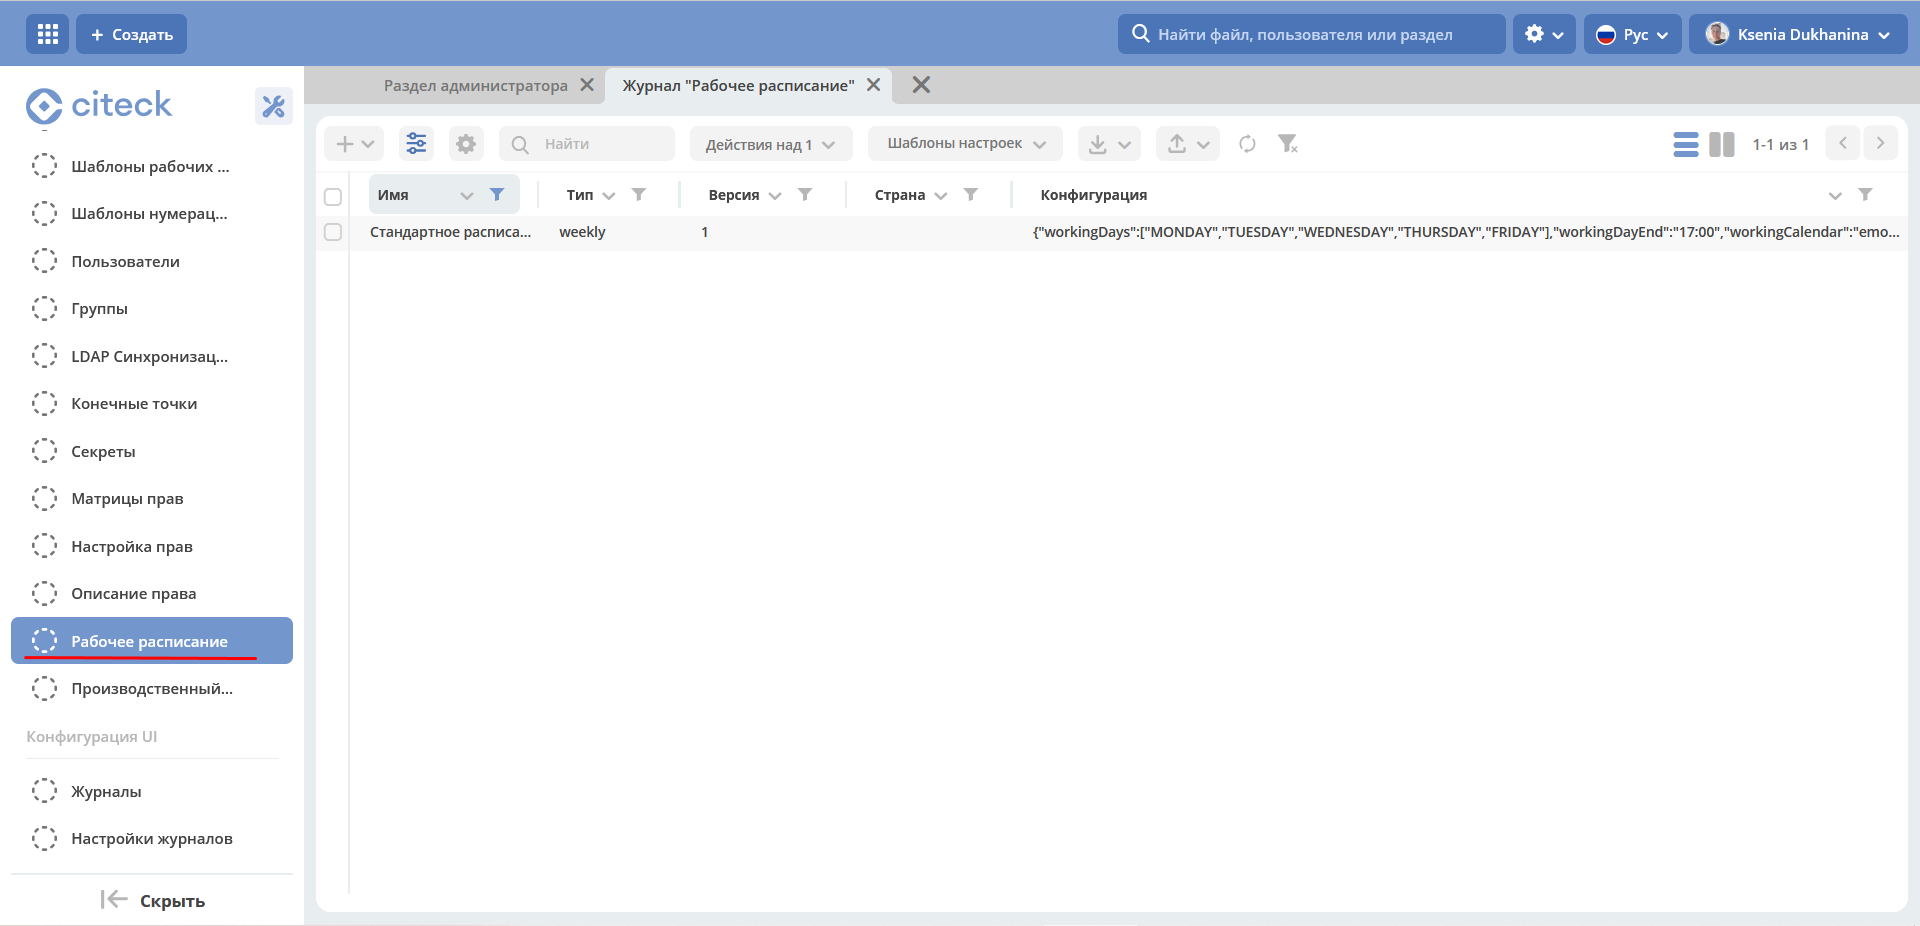 + Создать
Найти файл, пользователя или раздел
Рус
Ksenia Dukhanina
citeck
Раздел администратора
Журнал "Рабочее расписание"
Шаблоны рабочих ...
Шаблоны нумерац...
Пользователи
Группы
LDAP Синхронизац...
Конечные точки
Секреты
Матрицы прав
Настройка прав
Описание права
Рабочее расписание
Производственный...
Конфигурация UI
Журналы
Настройки журналов
Скрыть
Найти
Действия над 1
Шаблоны настроек
1-1 из 1
Имя
Тип
Версия
Страна
Конфигурация
Стандартное расписа...
weekly
1
{"workingDays":["MONDAY","TUESDAY","WEDNESDAY","THURSDAY","FRIDAY"],"workingDayEnd":"17:00","workingCalendar":"emo...